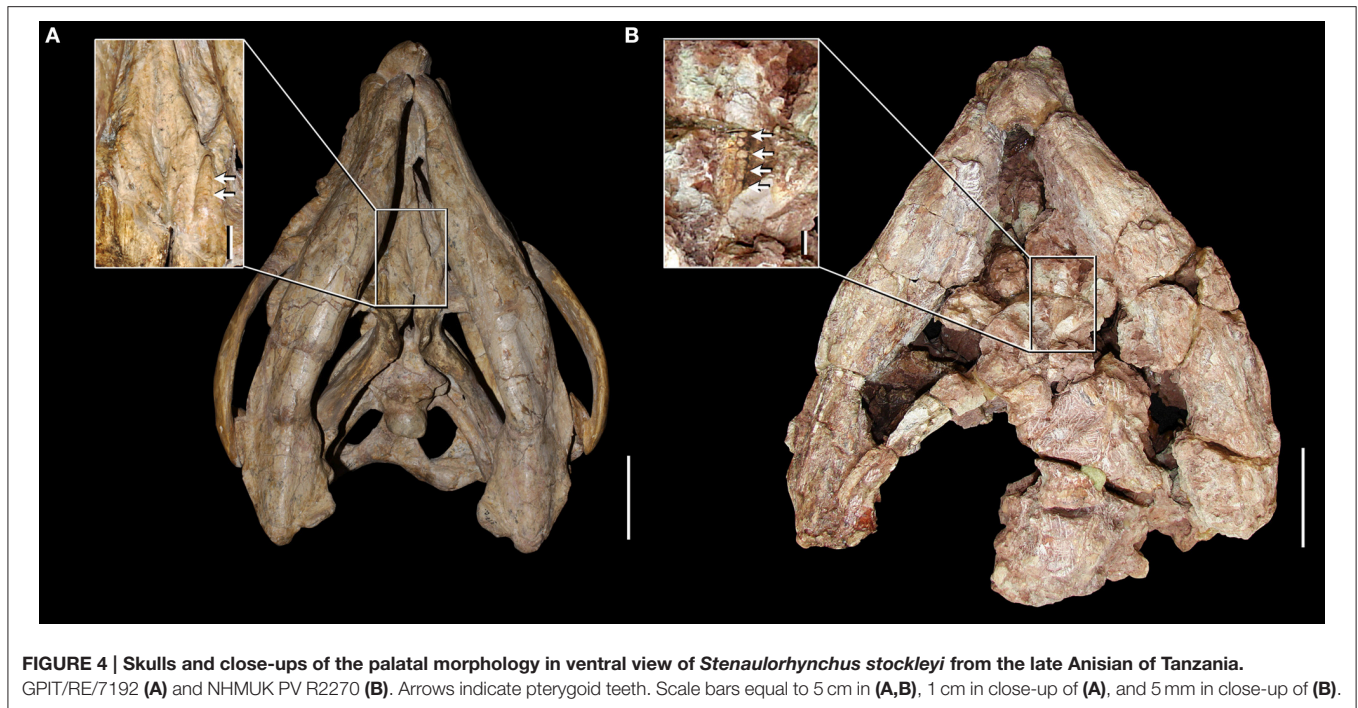 A
B
FIGURE 4 | Skulls and close-ups of the palatal morphology in ventral view of Stenaulorhynchus stockleyi from the late Anisian of Tanzania.
GPIT/RE/7192 (A) and NHMUK PV R2270 (B). Arrows indicate pterygoid teeth. Scale bars equal to 5 cm in (A,B), 1 cm in close-up of (A), and 5 mm in close-up of (B).